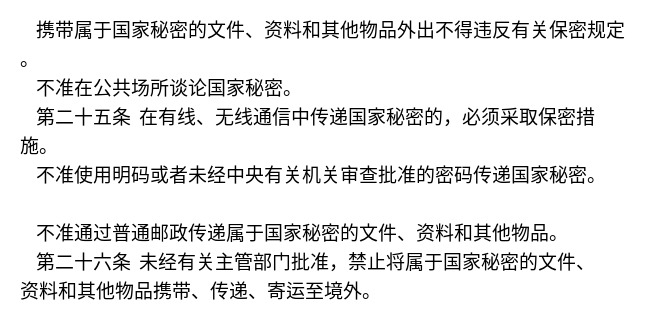 携带属于国家秘密的文件、资料和其他物品外出不得违反有关保密规定
。
不准在公共场所谈论国家秘密。
第二十五条 在有线、无线通信中传递国家秘密的，必须采取保密措
施。
不准使用明码或者未经中央有关机关审查批准的密码传递国家秘密。
不准通过普通邮政传递属于国家秘密的文件、资料和其他物品。
第二十六条 未经有关主管部门批准，禁止将属于国家秘密的文件、
资料和其他物品携带、传递、寄运至境外。